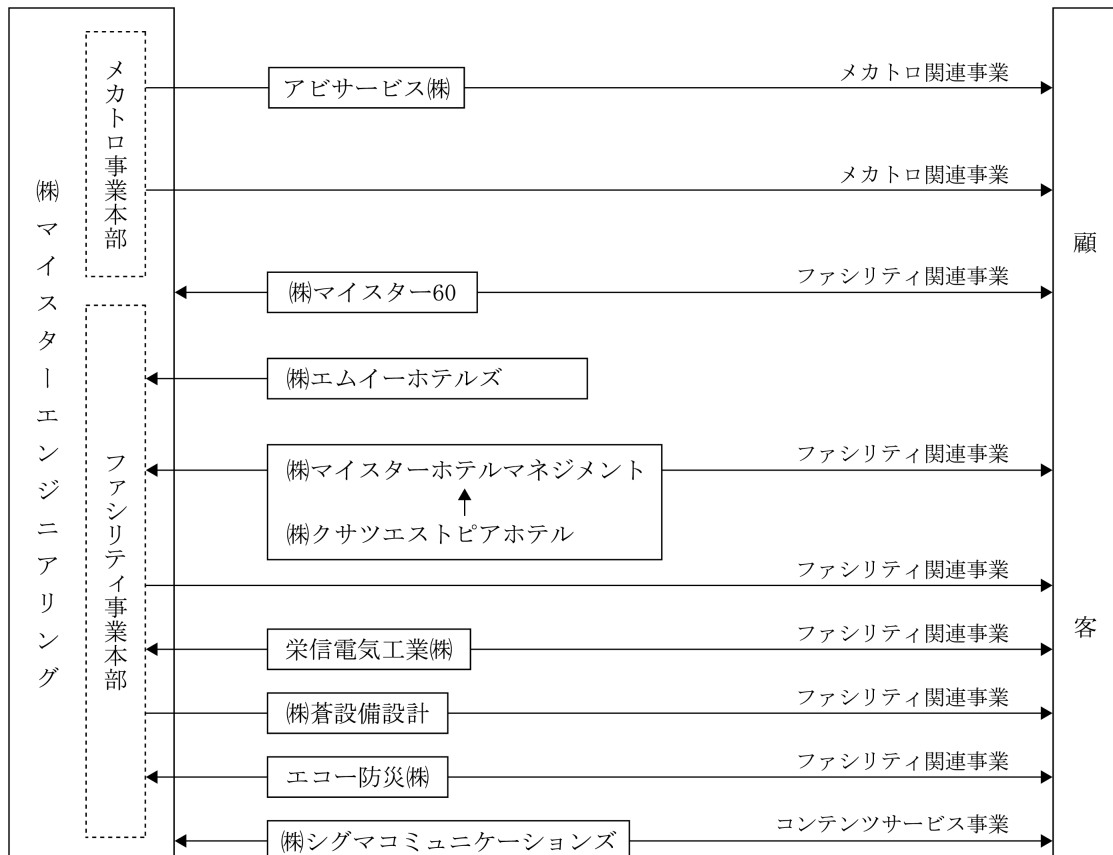 ㈱マイスターエンジニアリング
メカトロ事業本部
アビサービス㈱
メカトロ関連事業
メカトロ関連事業
㈱マイスター60
ファシリティ関連事業
ファシリティ事業本部
㈱エムイーホテルズ
㈱マイスターホテルマネジメント
ファシリティ関連事業
㈱クサツエストピアホテル
ファシリティ関連事業
栄信電気工業㈱
ファシリティ関連事業
㈱蒼設備設計
ファシリティ関連事業
エコー防災㈱
ファシリティ関連事業
㈱シグマコミュニケーションズ
コンテンツサービス事業
顧客